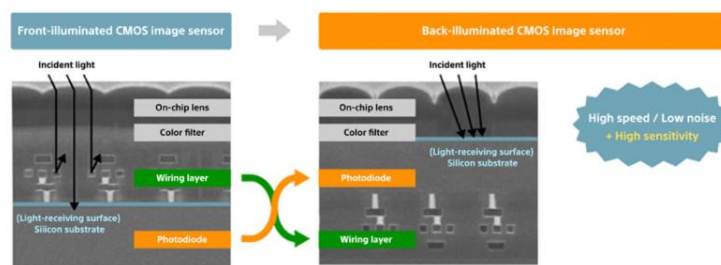 Front-illuminated CMOS image sensor
Back-illuminated CMOS image sensor
Incident light
On-chip lens
Color filter
Wiring layer
(Light-receiving surface)
Silicon substrate
Photodiode
Incident light
On-chip lens
Color filter
(Light-receiving surface)
Silicon substrate
Photodiode
Wiring layer
High speed / Low noise
+ High sensitivity